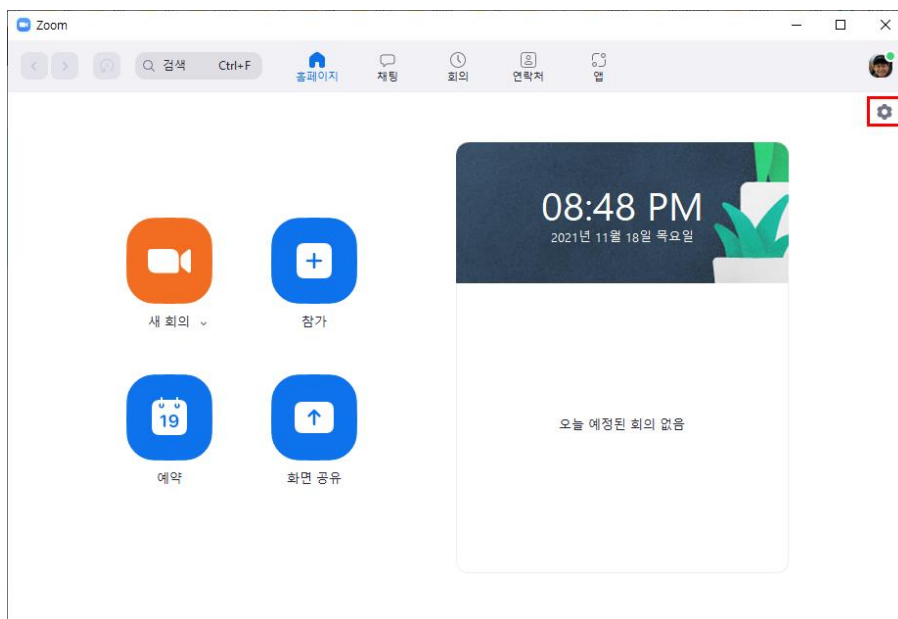 Zoom
검색 Ctrl+F
홈페이지
채팅
회의
연락처
앱
08:48 PM
2021년 11월 18일 목요일
새 회의
참가
19
예약
화면 공유
오늘 예정된 회의 없음